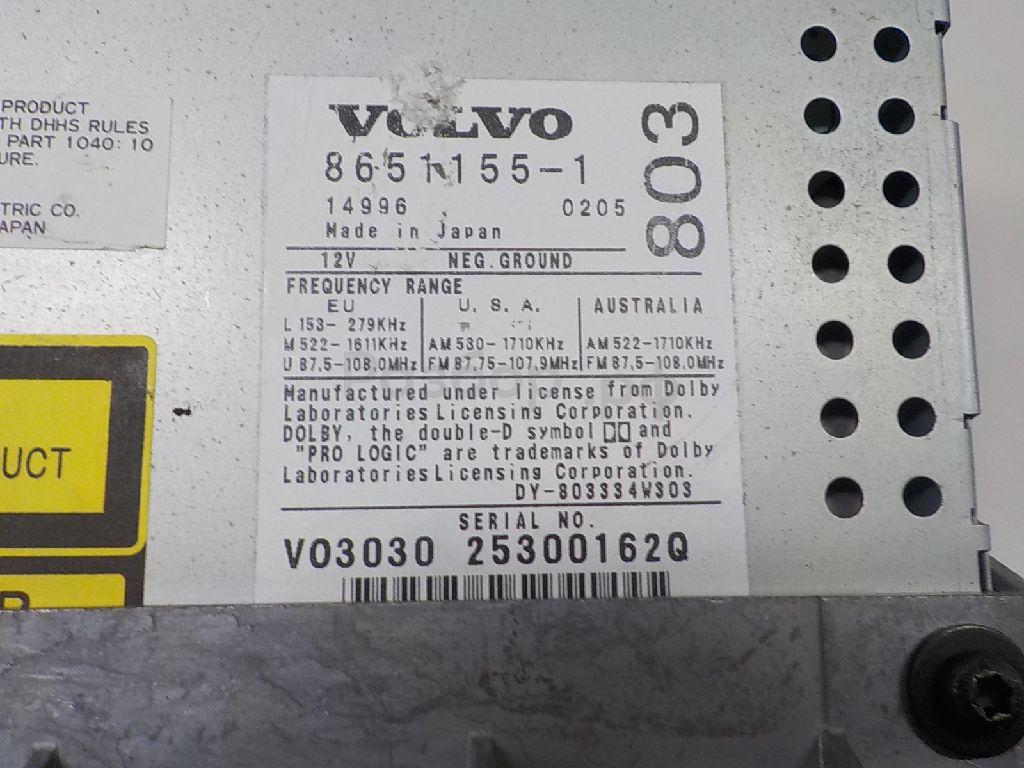 PRODUCT
TH DHHS RULES
PART 1040: 10
URE.
TRIC CO.
APAN
UCT
VOLVO
803
8651155-1
14996 0205
Made in Japan
12V NEG. GROUND
FREQUENCY RANGE
EU U. S. A. AUSTRALIA
L 153- 279KHz
M 522- 1611KHz AM 530- 1710KHz AM 522-1710KHz
U 87.5-108.0MHz FM 87.75-107.9MHz FM 87.5-108.0MHz
Manufactured under license from Dolby
Laboratories Licensing Corporation.
DOLBY, the double-D symbol and
"PRO LOGIC" are trademarks of Dolby
Laboratories Licensing Corporation.
DY-803334W303
SERIAL NO.
V03030 25300162Q